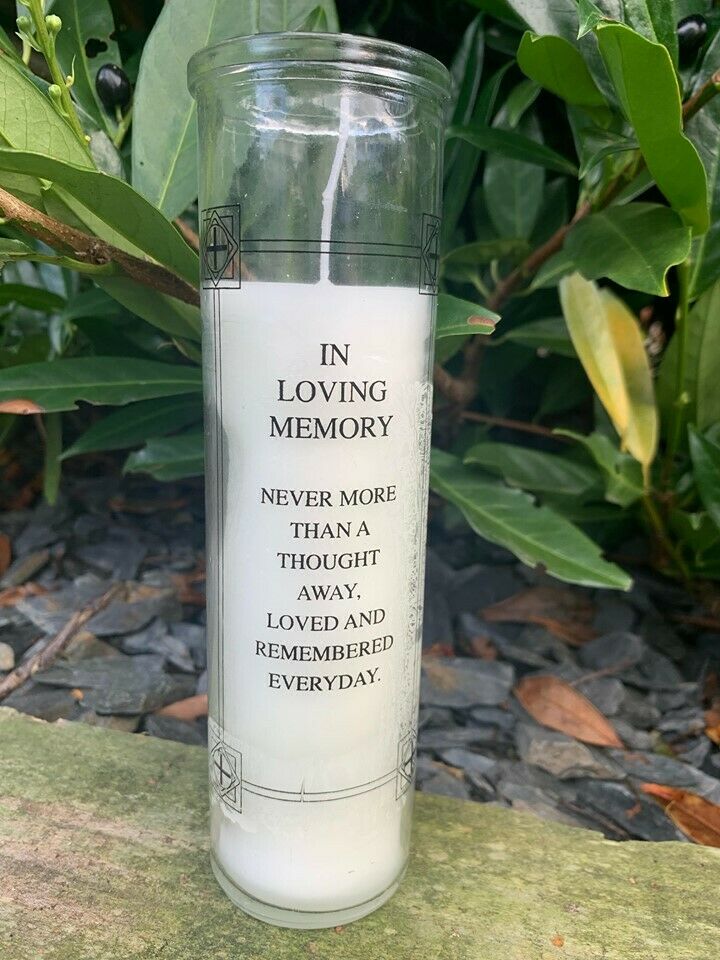 IN
LOVING
MEMORY
NEVER MORE
THAN A
THOUGHT
AWAY,
LOVED AND
REMEMBERED
EVERYDAY.